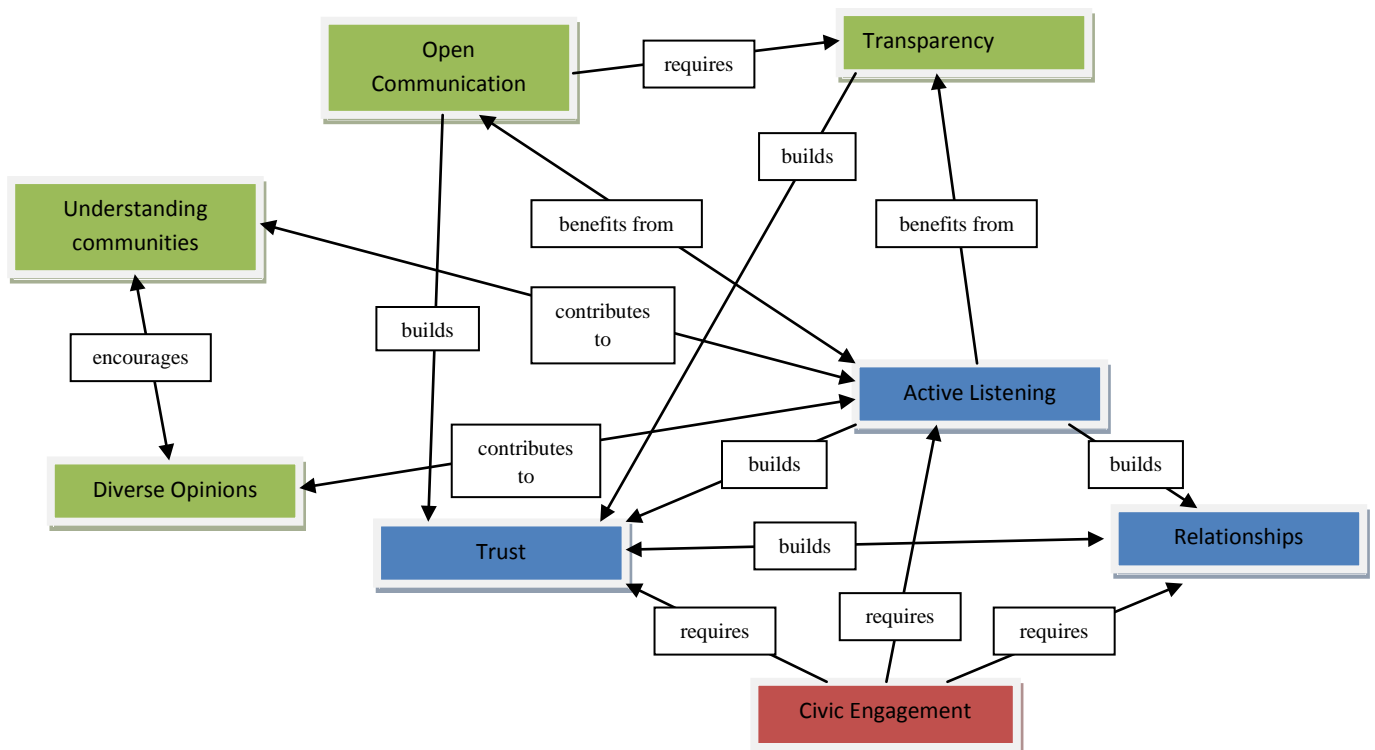 Open
Communication
requires
Transparency
builds
Understanding
communities
benefits from
benefits from
contributes
to
builds
encourages
Active Listening
contributes
to
builds
builds
Diverse Opinions
Trust
builds
Relationships
requires
requires
requires
Civic Engagement